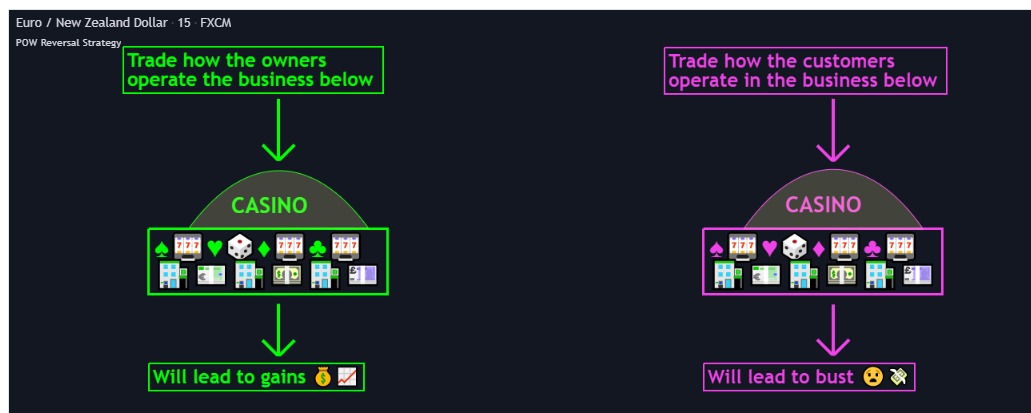 Euro / New Zealand Dollar · 15 · FXCM
POW Reversal Strategy
Trade how the owners
operate the business below
CASINO
Will lead to gains
Trade how the customers
operate in the business below
CASINO
Will lead to bust